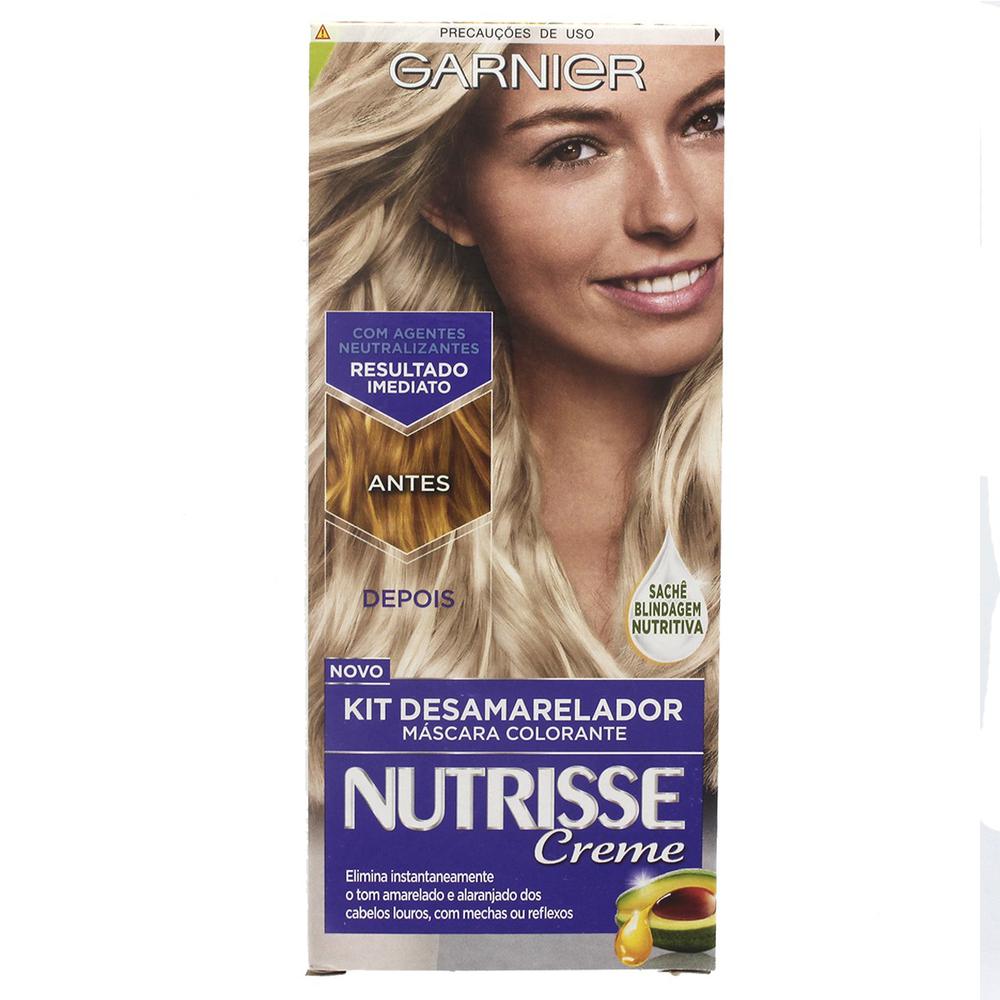 PRECAUÇÕES DE USO
GARNIER
COM AGENTES
NEUTRALIZANTES
RESULTADO
IMEDIATO
ANTES
DEPOIS
SACHÊ
BLINDAGEM
NUTRITIVA
NOVO
KIT DESAMARELADOR
MÁSCARA COLORANTE
NUTRISSE
Creme
Elimina instantaneamente
o tom amarelado e alaranjado dos
cabelos louros, com mechas ou reflexos